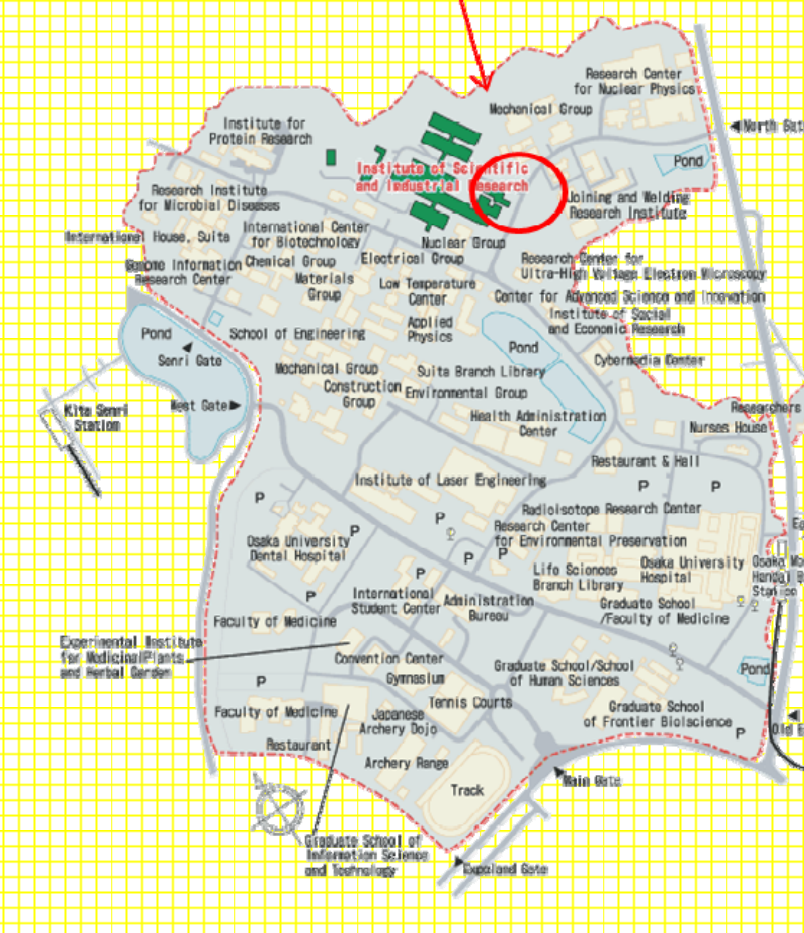 Research Center
for Nuclear Physics
Mechanical Group
North Gat
Institute for
Protein Research
Pond
Institute of Scientific
and Industrial Research
Research Institute
for Microbial Diseases
Joining and Welding
Research Institute
International House, Suita
International Center
for Biotechnology
Nuclear Group
Genome Information
Research Center
Chemical Group
Electrical Group
Research Center for
Ultra-High Voltage Electron Microscopy
Materials
Group
Low Temperature
Center
Center for Advanced Science and Innovation
Institute of Social
and Economic Research
Applied
Physics
Pond
School of Engineering
Pond
Senri Gate
Cybermedia Center
Mechanical Group
Suita Branch Library
Construction
Group
Environmental Group
West Gate
Kita Senri
Station
Health Administration
Center
Researchers
Nurses House
Restaurant & Hall
Institute of Laser Engineering
P
P
P
Radioisotope Research Center
P
P
Research Center
for Environmental Preservation
Osaka University
Dental Hospital
P
P
P
Life Sciences
Branch Library
Osaka University
Hospital
P
International
Student Center
Administration
Bureau
Graduate School
/Faculty of Medicine
Faculty of Medicine
Experimental Institute
for MedicinalPlants
and Herbal Garden
Convention Center
Gymnasium
Graduate School/School
of Human Sciences
Pond
P
Tennis Courts
Faculty of Medicine
Japanese
Archery Dojo
Graduate School
of Frontier Biolscience
P
Restaurant
Archery Range
Track
Main Gate
Graduate School of
Information Science
and Technology
Expoland Gate